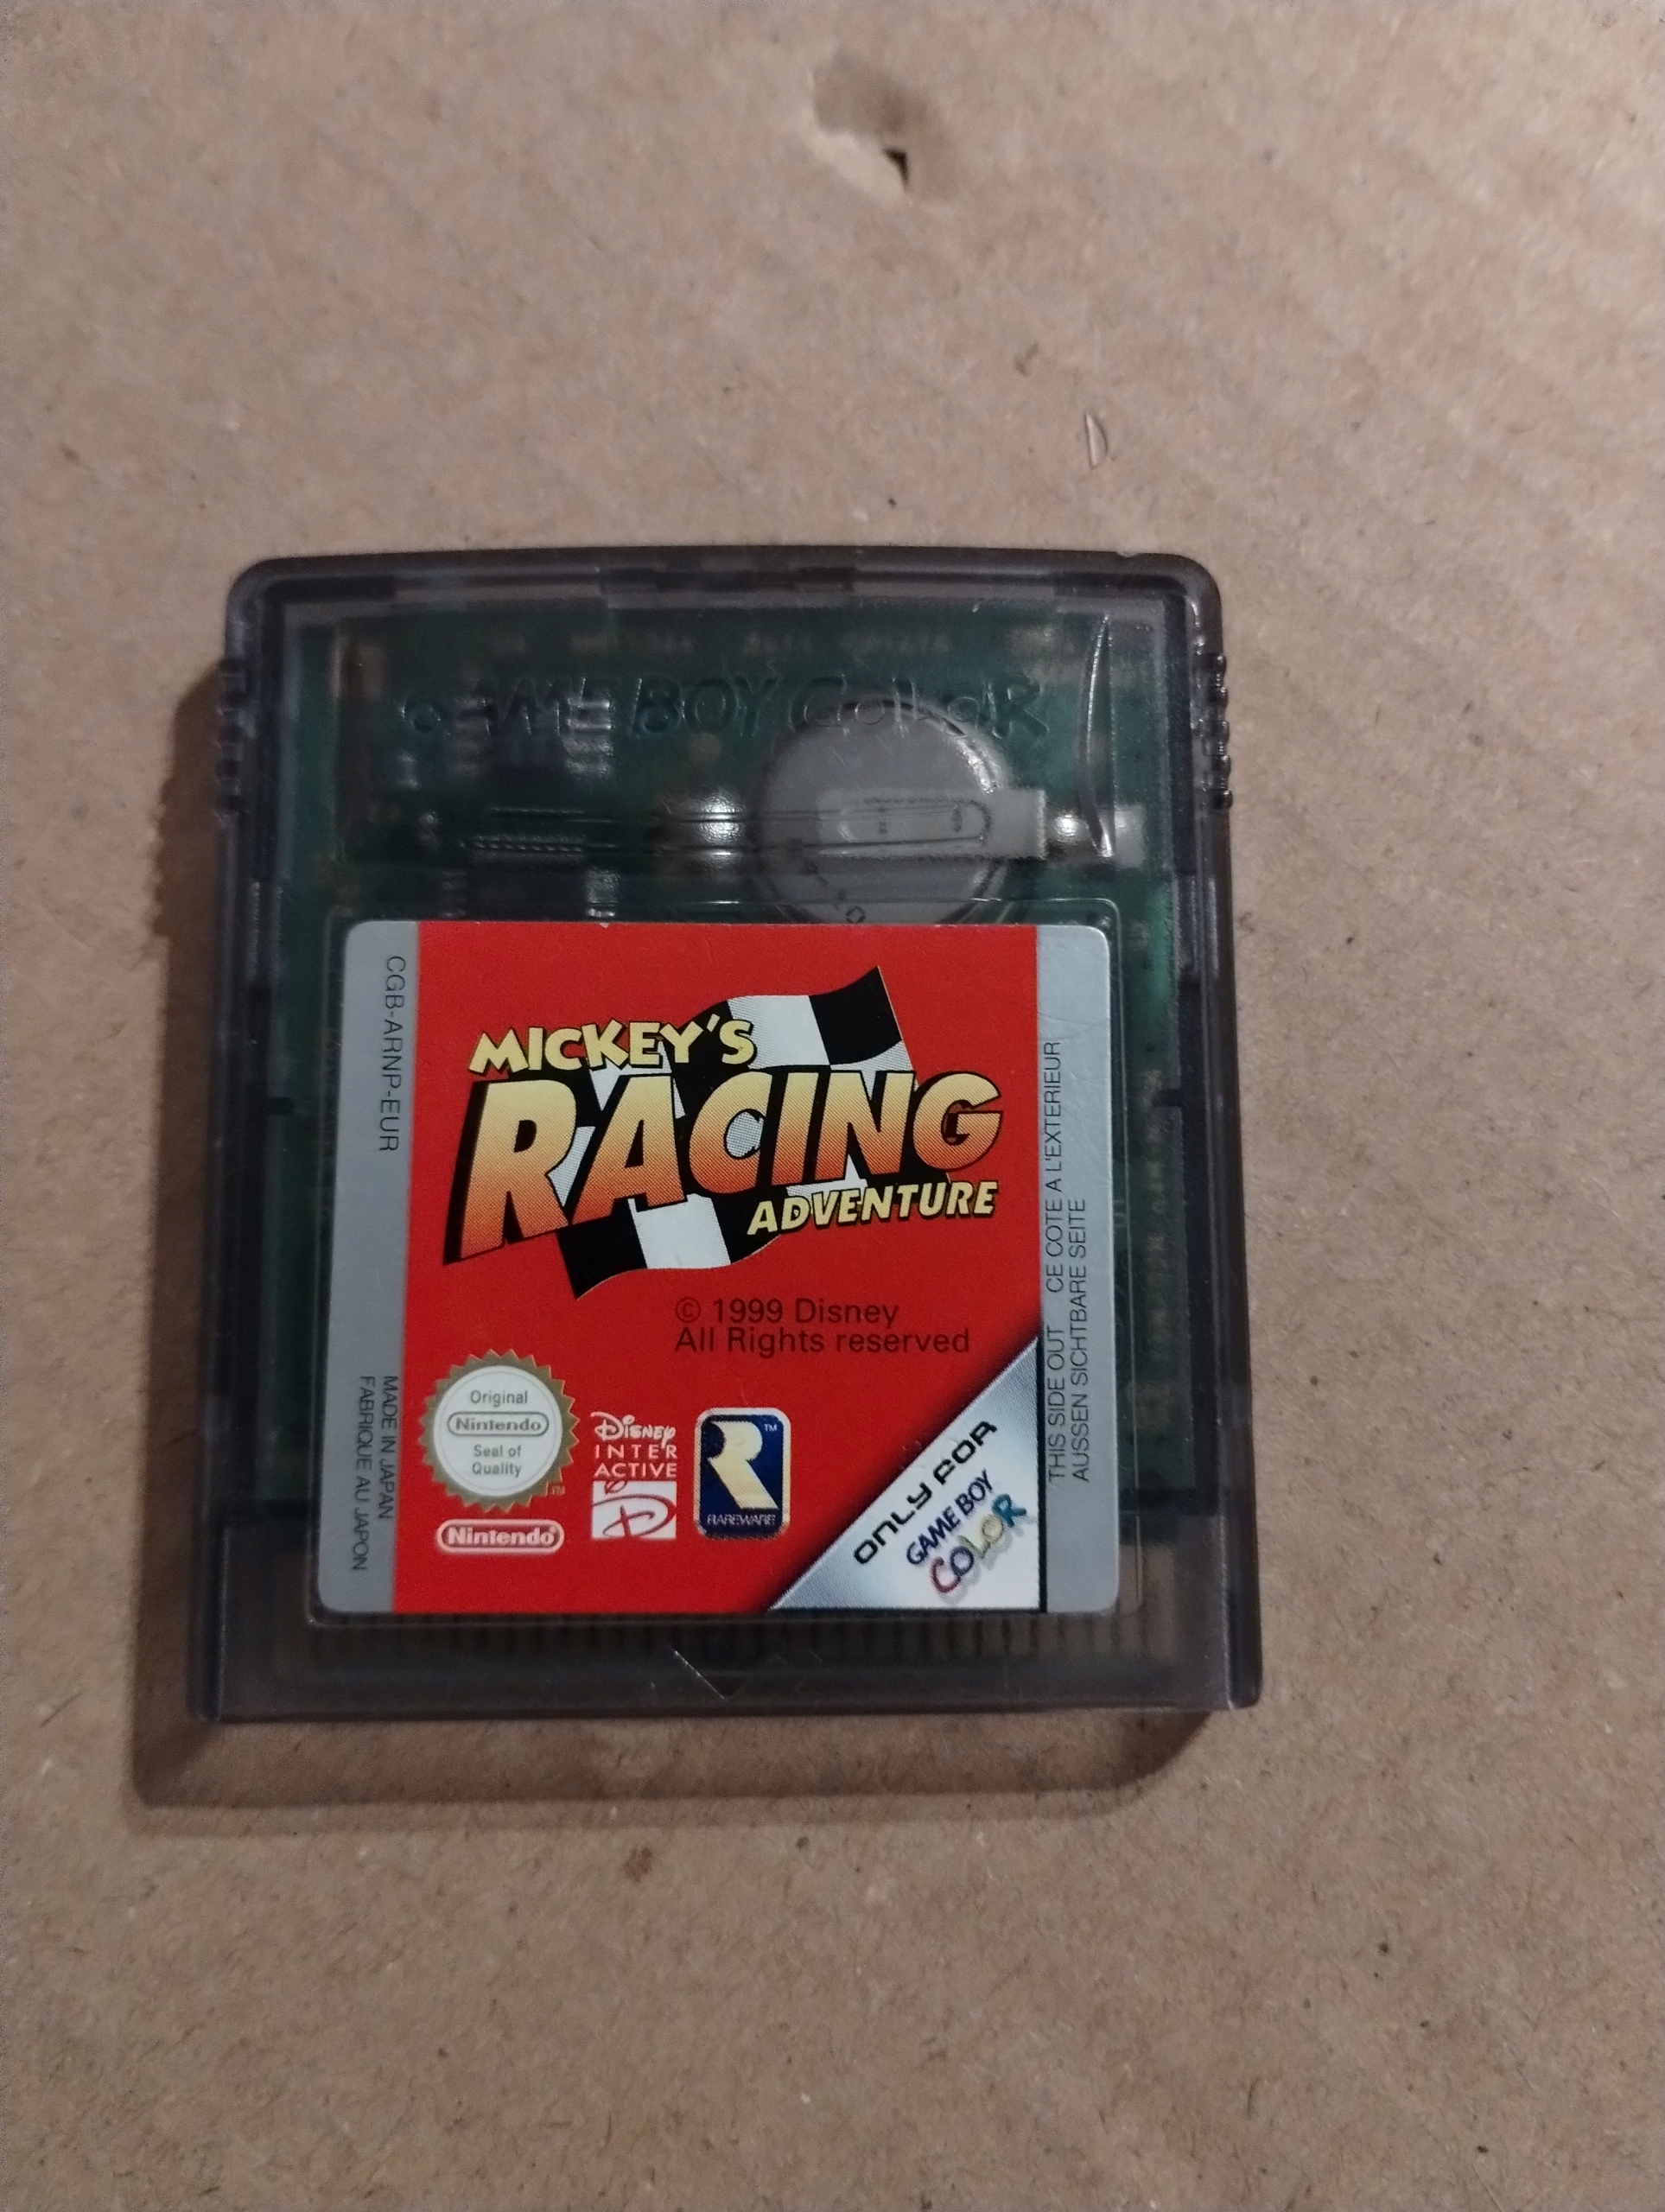 GAME BOY COLOR
CGB-ARNP-EUR
MADE IN JAPAN
FABRIQUE AU JAPON
MICKEY'S
RACING
ADVENTURE
© 1999 Disney
All Rights reserved
Original
Nintendo
Seal of
Quality
TM
Nintendo®
DISNEY
INTER
ACTIVE
D
R
TM
RAREWARE
ONLY FOR
GAME BOY
COLOR
THIS SIDE OUT CE COTE A L'EXTERIEUR
AUSSEN SICHTBARE SEITE